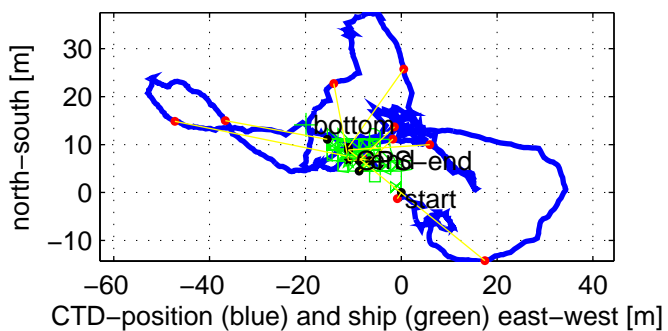 30
20
10
0
−10
north−south [m]
bottom
GPS−end
start
−60
−40
−20
0
20
40
CTD−position (blue) and ship (green) east−west [m]